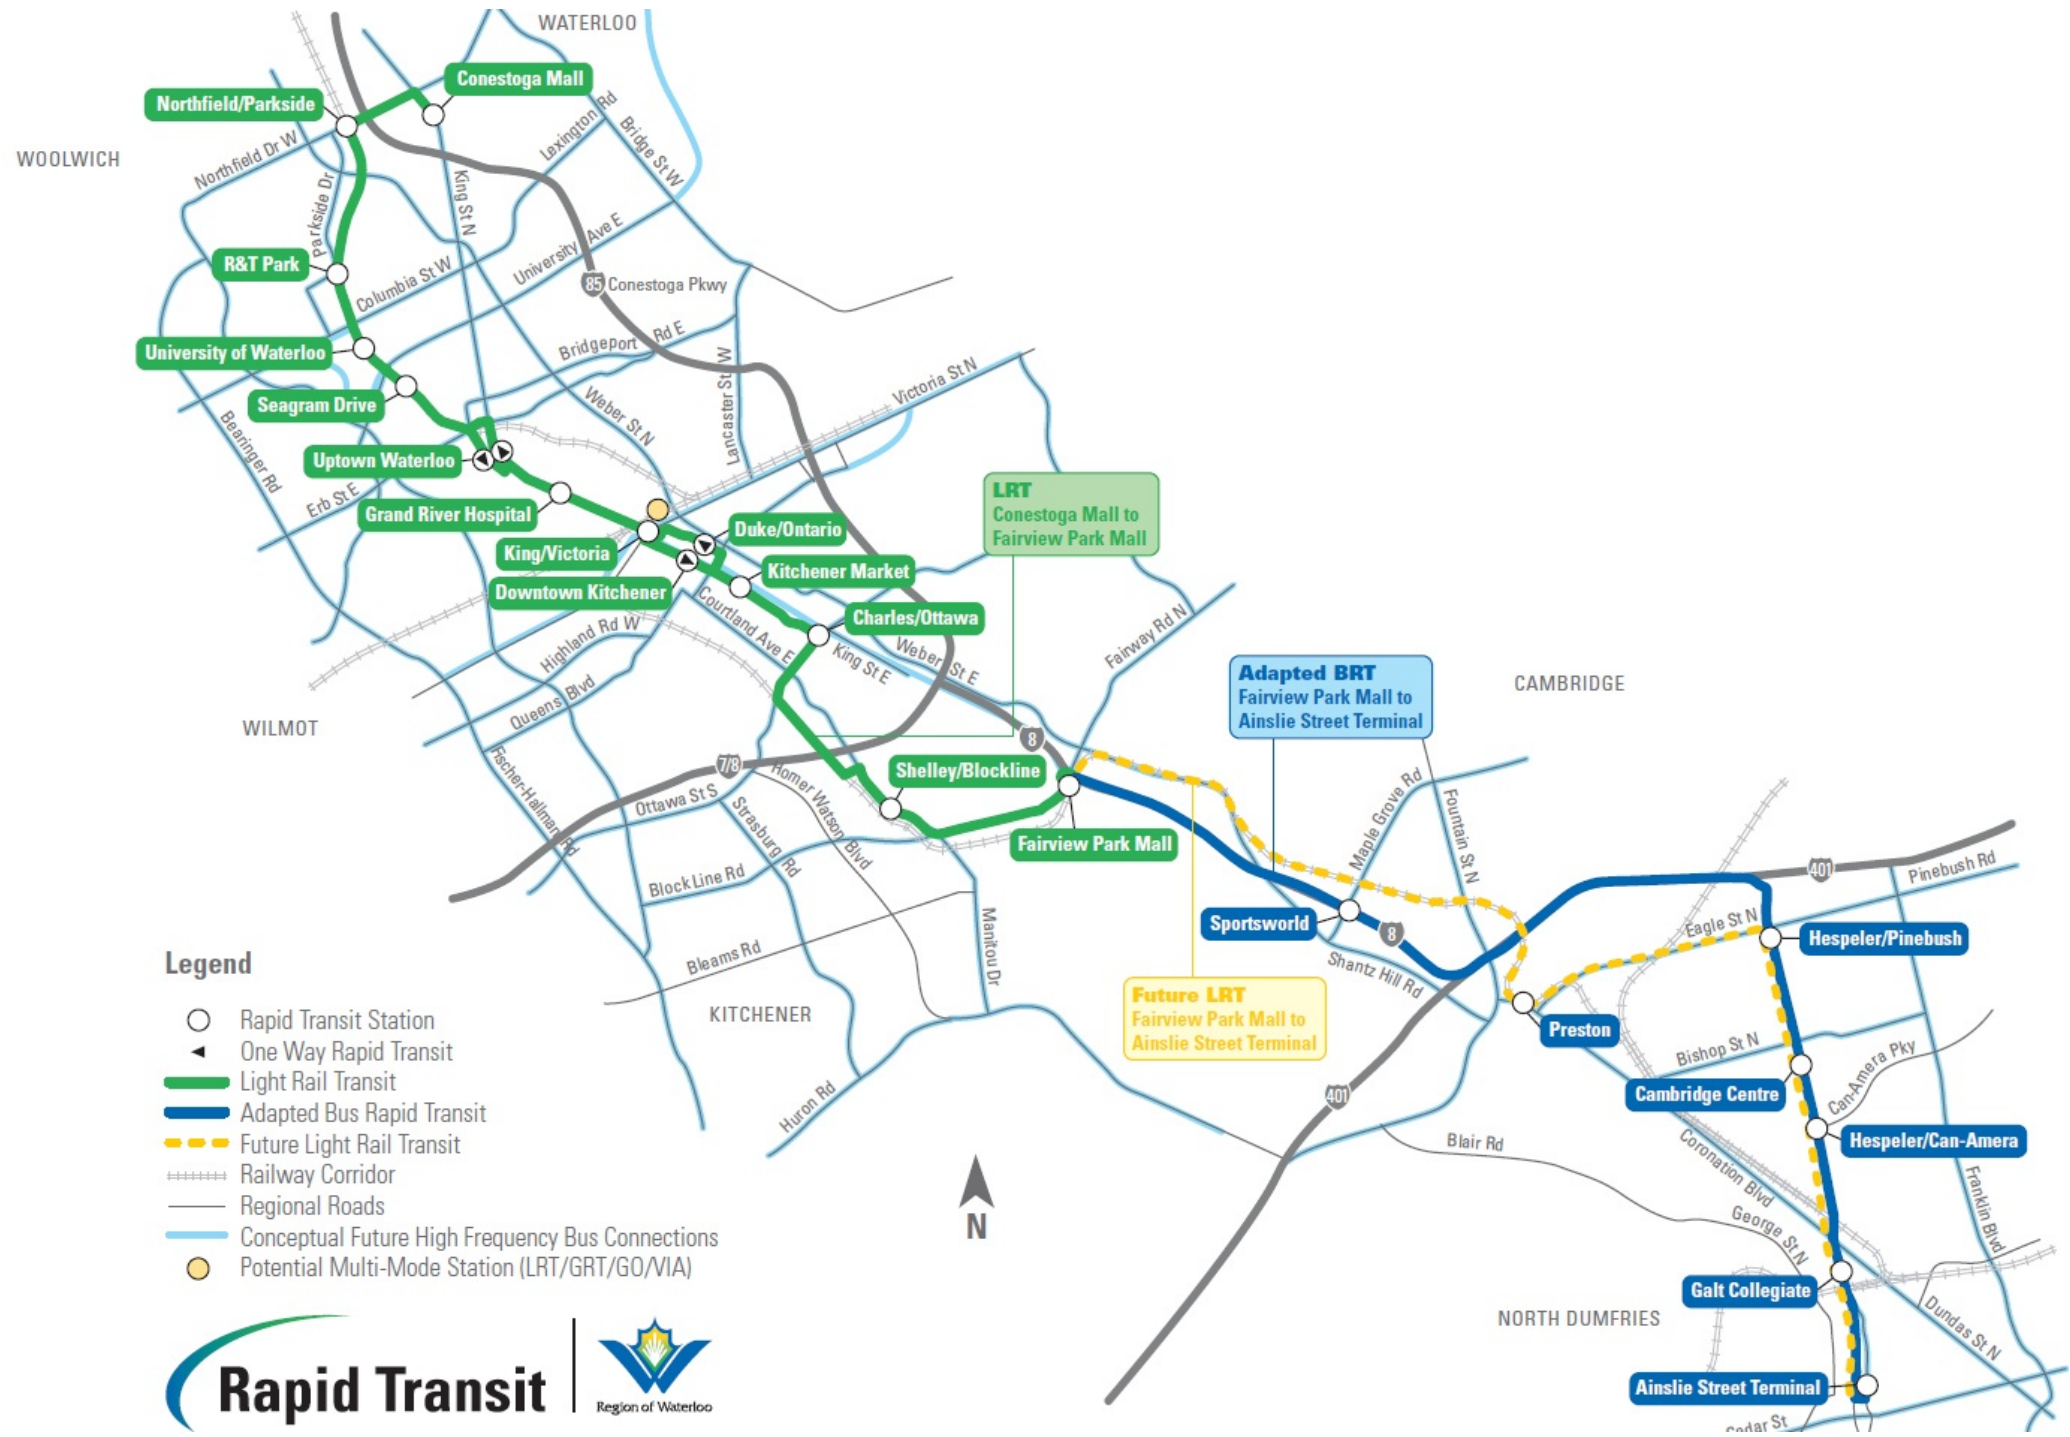 WATERLOO
Conestoga Mall
Northfield/Parkside
WOOLWICH
Northfield Dr W
Lexington Rd
Bridge St W
King St N
Parkside Dr
R&T Park
Columbia St W
University Ave E
85
Conestoga Pkwy
University of Waterloo
Bridgeport Rd E
Lancaster St W
Victoria St N
Seagram Drive
Weber St N
Bearinger Rd
Uptown Waterloo
Erb St E
Grand River Hospital
LRT
Conestoga Mall to
Fairview Park Mall
Duke/Ontario
King/Victoria
Kitchener Market
Downtown Kitchener
Courtland Ave E
Charles/Ottawa
Highland Rd W
King St E
Weber St E
Fairway Rd N
Queens Blvd
WILMOT
Adapted BRT
Fairview Park Mall to
Ainslie Street Terminal
CAMBRIDGE
8
7/8
Shelley/Blockline
Fischer-Hallman Rd
Ottawa St S
Homer Watson Blvd
Strasburg Rd
Fairview Park Mall
Block Line Rd
Maple Grove Rd
Fountain St N
401
Pinebush Rd
Manitou Dr
Bleams Rd
Sportsworld
8
Eagle St N
Hespeler/Pinebush
Shantz Hill Rd
Future LRT
Fairview Park Mall to
Ainslie Street Terminal
Preston
KITCHENER
Bishop St N
Cambridge Centre
Can-Amera Pky
Huron Rd
401
Hespeler/Can-Amera
Blair Rd
Coronation Blvd
Franklin Blvd
George St N
Galt Collegiate
NORTH DUMFRIES
Dundas St N
Ainslie Street Terminal
Cedar St
Legend
Rapid Transit Station
One Way Rapid Transit
Light Rail Transit
Adapted Bus Rapid Transit
Future Light Rail Transit
Railway Corridor
Regional Roads
Conceptual Future High Frequency Bus Connections
Potential Multi-Mode Station (LRT/GRT/GO/VIA)
N
Rapid Transit
Region of Waterloo